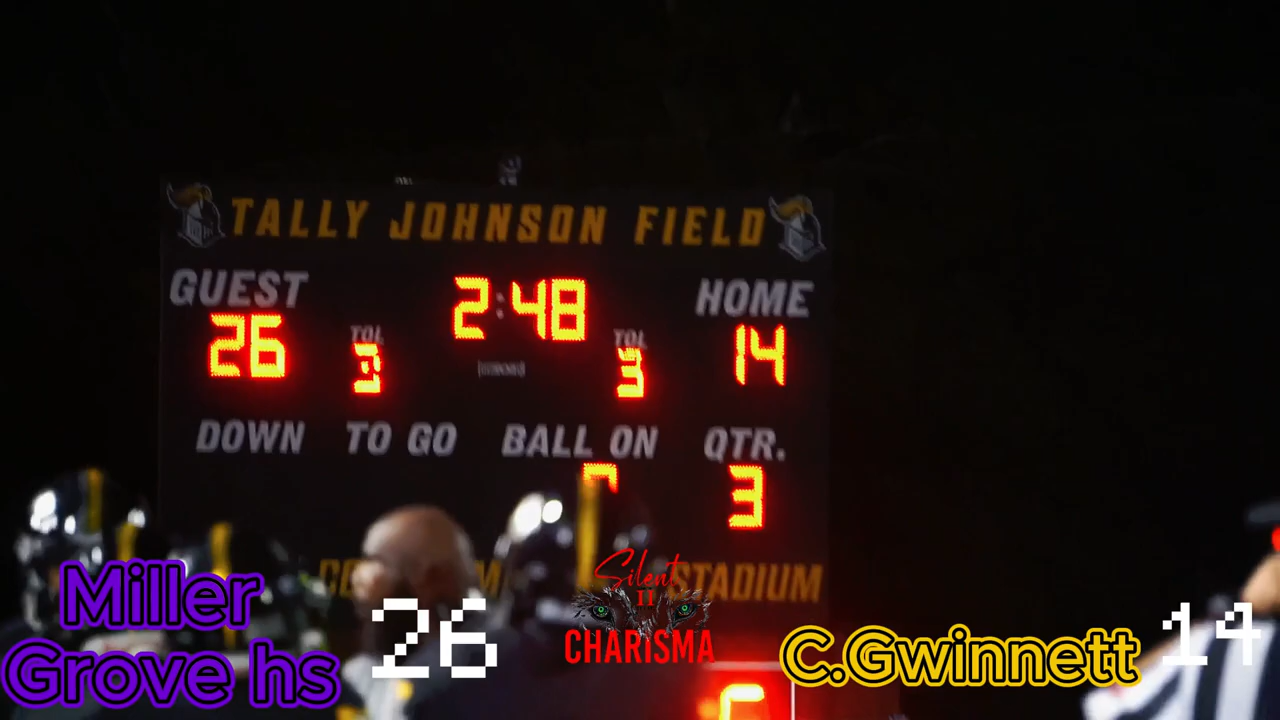 TALLY JOHNSON FIELD
GUEST 2:48 HOME
26 TOL 3 TOL 3 14
DOWN TO GO BALL ON QTR.
3
STADIUM
Miller
Grove hs 26
Silent
II
CHARISMA
C.Gwinnett 14